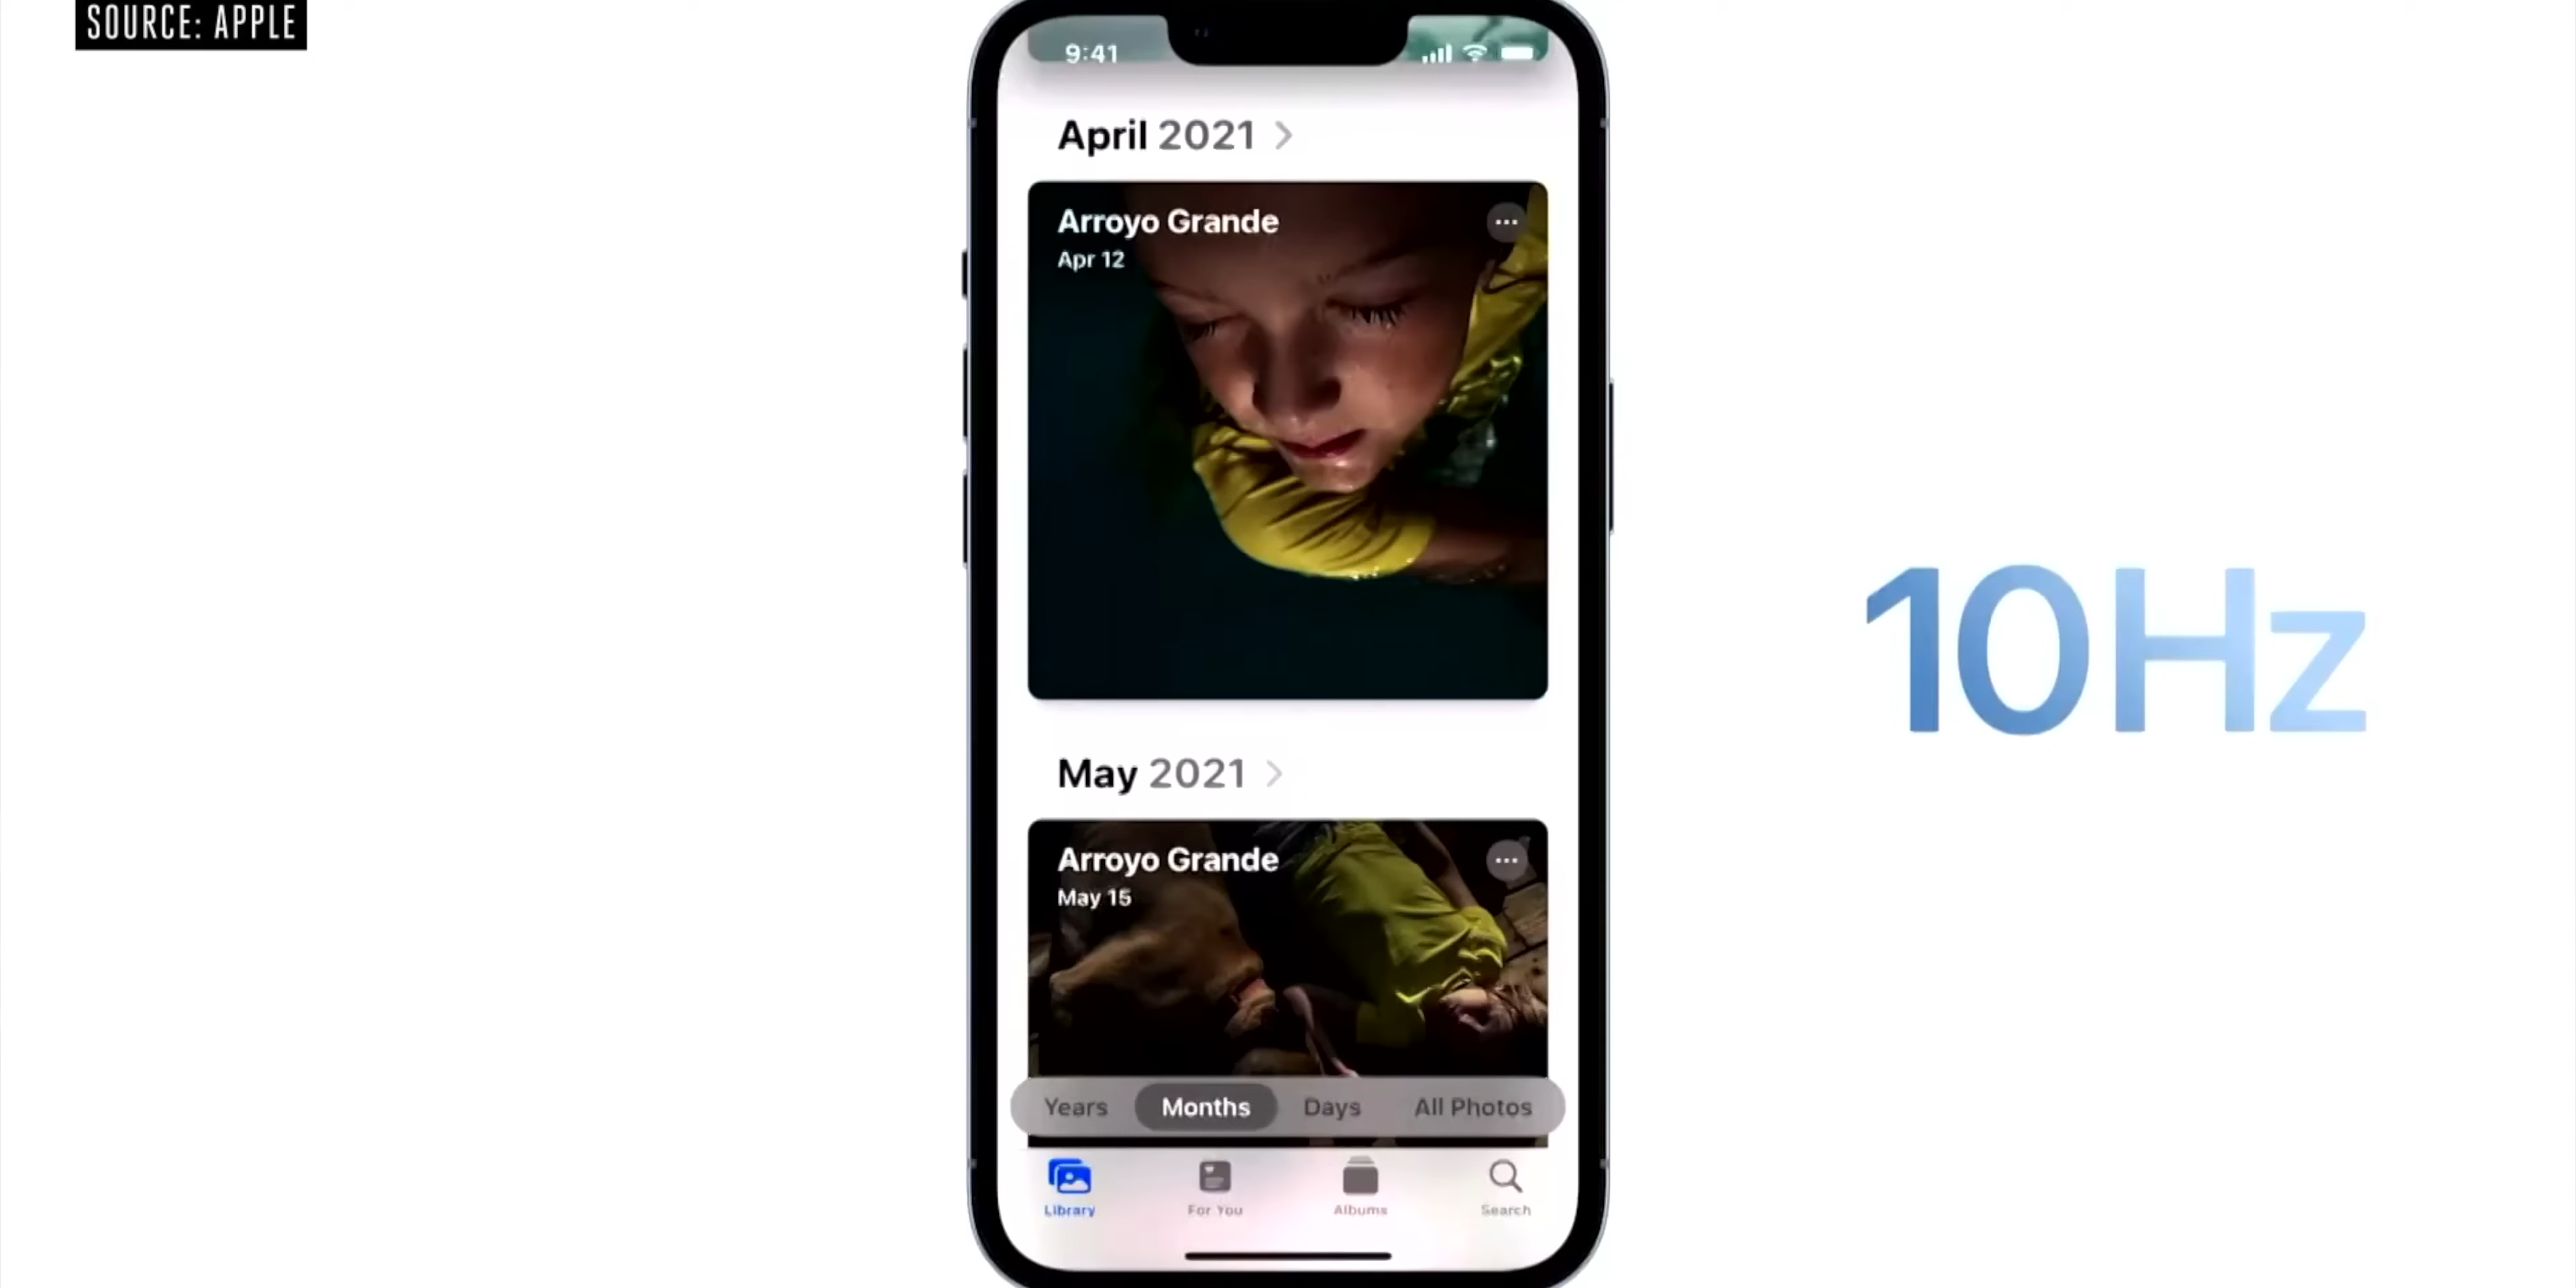 SOURCE: APPLE
9:41
April 2021
Arroyo Grande
Apr 12
10Hz
May 2021
Arroyo Grande
May 15
Years Months Days All Photos
Library For You Albums Search